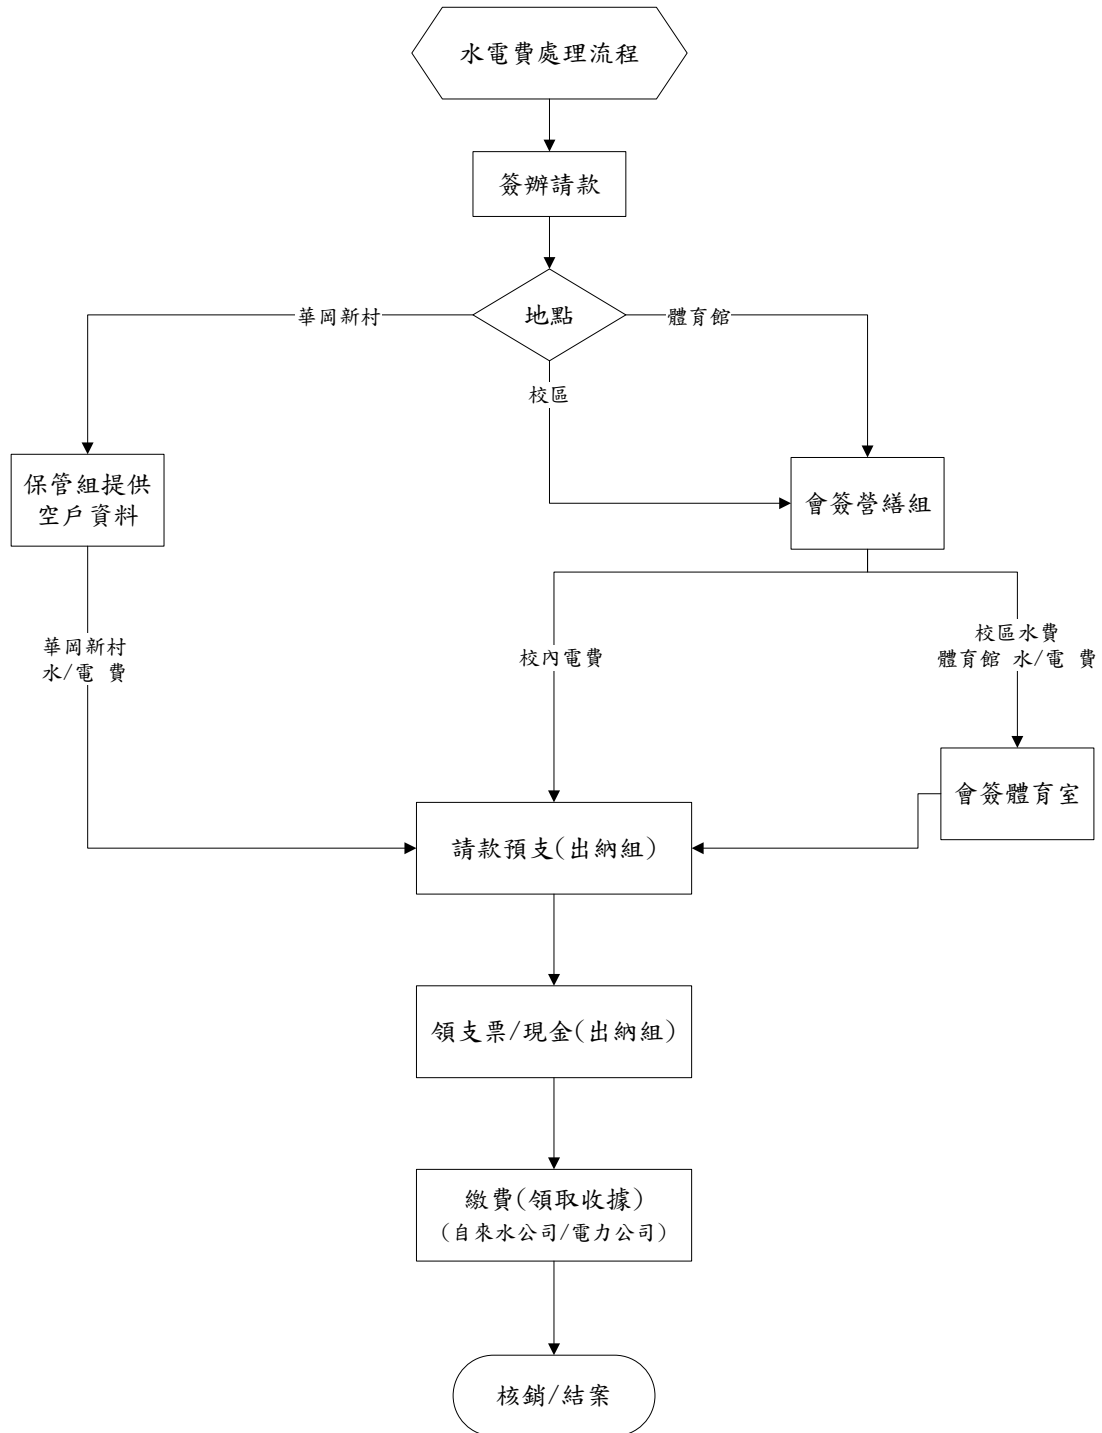 水電費處理流程
簽辦請款
地點
華岡新村
體育館
校區
保管組提供
空戶資料
會簽營繕組
華岡新村
水/電 費
校內電費
校區水費
體育館 水/電 費
會簽體育室
請款預支(出納組)
領支票/現金(出納組)
繳費(領取收據)
(自來水公司/電力公司)
核銷/結案